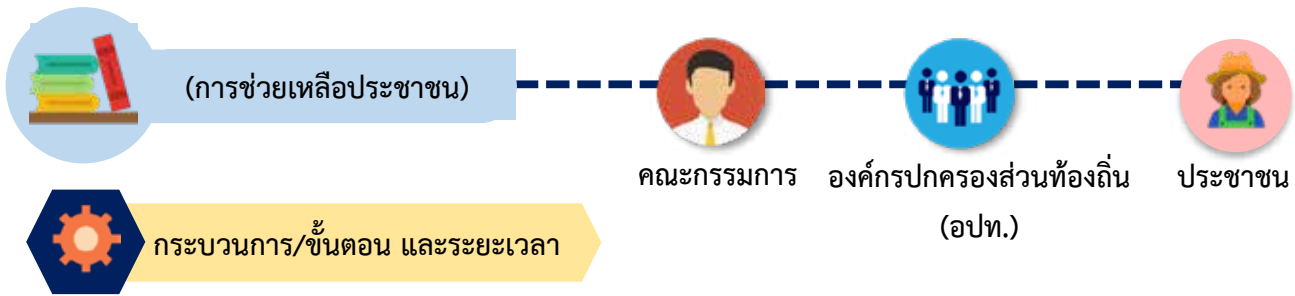 (การช่วยเหลือประชาชน)
คณะกรรมการ
องค์กรปกครองส่วนท้องถิ่น
(อปท.)
ประชาชน
กระบวนการ/ขั้นตอน และระยะเวลา